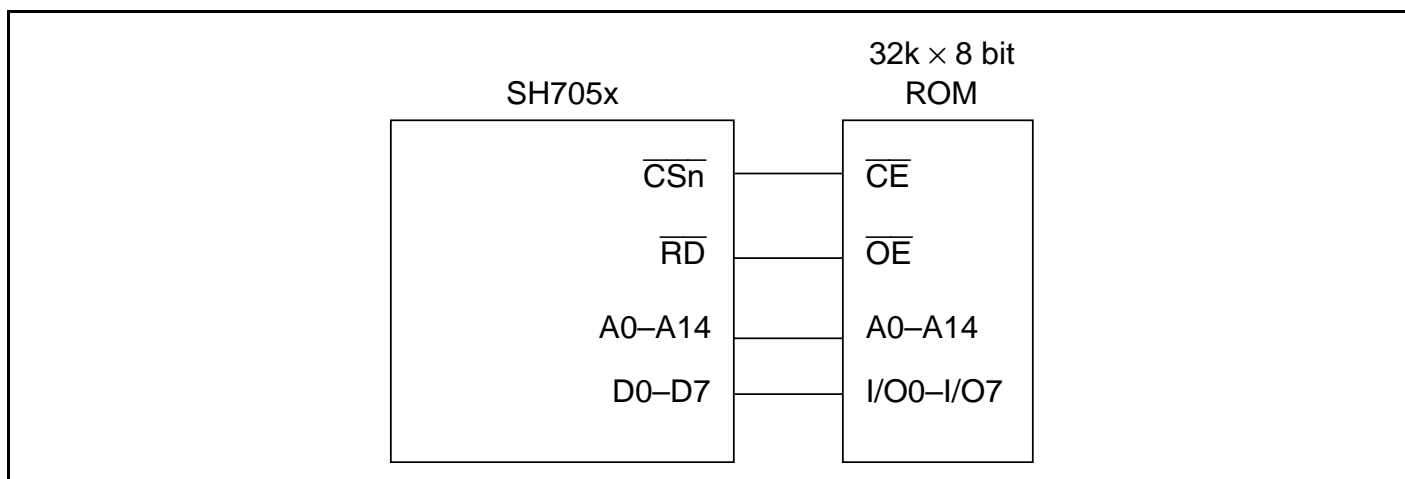 32k × 8 bit
SH705x ROM
CSn CE
RD OE
A0–A14 A0–A14
D0–D7 I/O0–I/O7